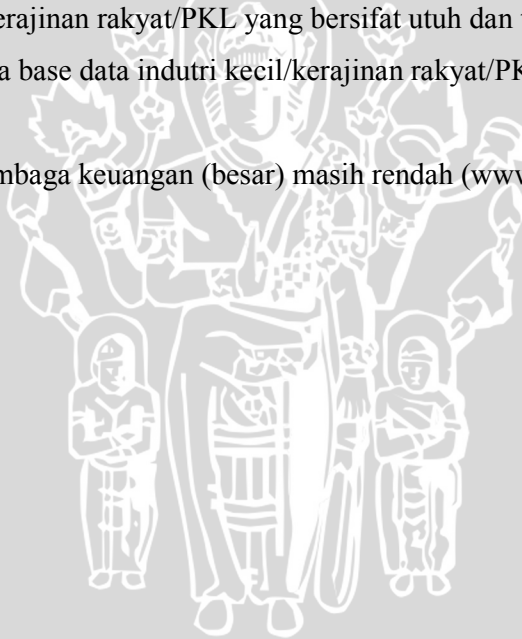 erajinan rakyat/PKL yang bersifat utuh dan
a base data indutri kecil/kerajinan rakyat/PK
mbaga keuangan (besar) masih rendah (www